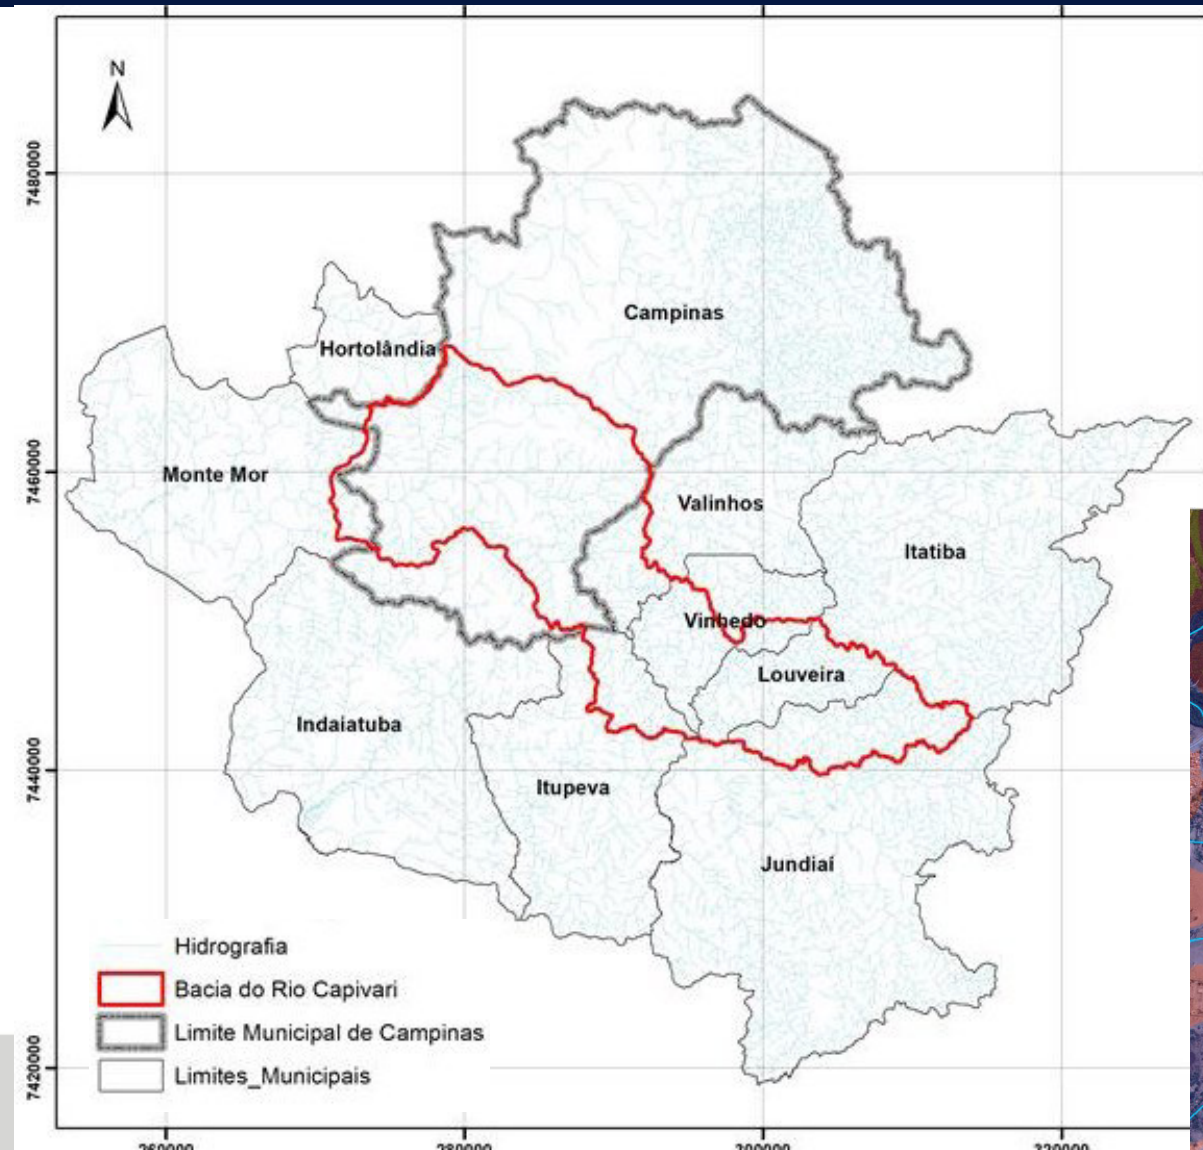 N
7480000
Campinas
Hortolândia
7460000
Monte Mor
Valinhos
Itatiba
Vinhedo
Louveira
Indaiatuba
7440000
Itupeva
Jundiaí
Hidrografia
Bacia do Rio Capivari
Limite Municipal de Campinas
Limites_Municipais
7420000